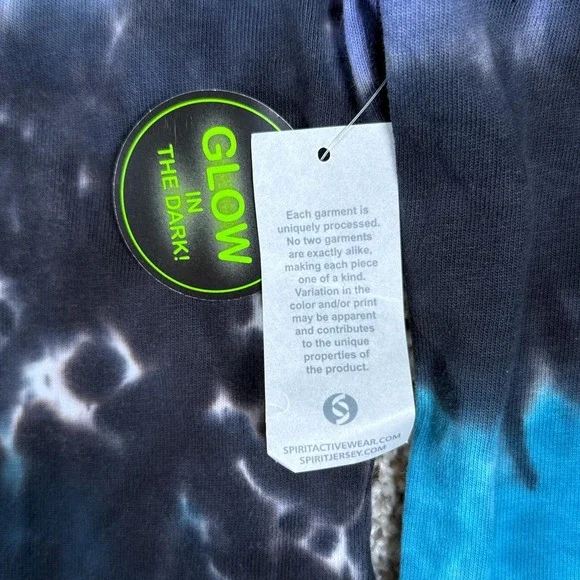 GLOW
IN
THE DARK!
Each garment is
uniquely processed.
No two garments
are exactly alike,
making each piece
one of a kind.
Variation in the
color and/or print
may be apparent
and contributes
to the unique
properties of
the product.
SPIRITACTIVEWEAR.COM
SPIRITJERSEY.COM